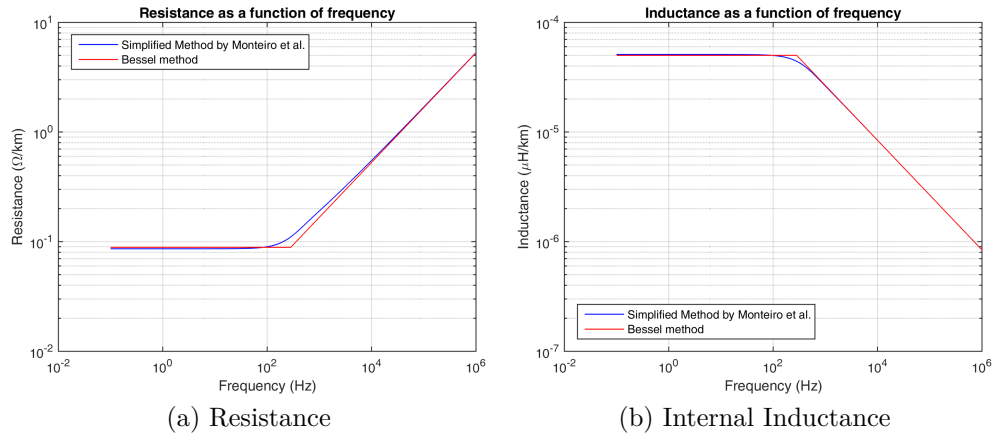 Resistance as a function of frequency
10^1
10^0
10^-1
10^-2
Resistance (Ω/km)
Simplified Method by Monteiro et al.
Bessel method
10^-2 10^0 10^2 10^4 10^6
Frequency (Hz)
(a) Resistance
Inductance as a function of frequency
10^-4
10^-5
10^-6
10^-7
Inductance (μH/km)
Simplified Method by Monteiro et al.
Bessel method
10^-2 10^0 10^2 10^4 10^6
Frequency (Hz)
(b) Internal Inductance